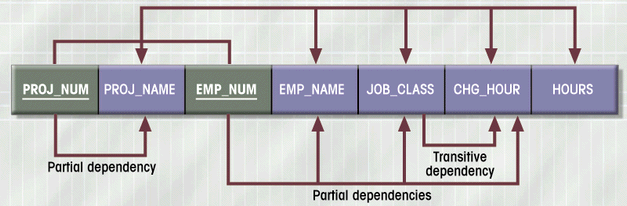 PROJ_NUM PROJ_NAME EMP_NUM EMP_NAME JOB_CLASS CHG_HOUR HOURS
Partial dependency
Transitive
dependency
Partial dependencies